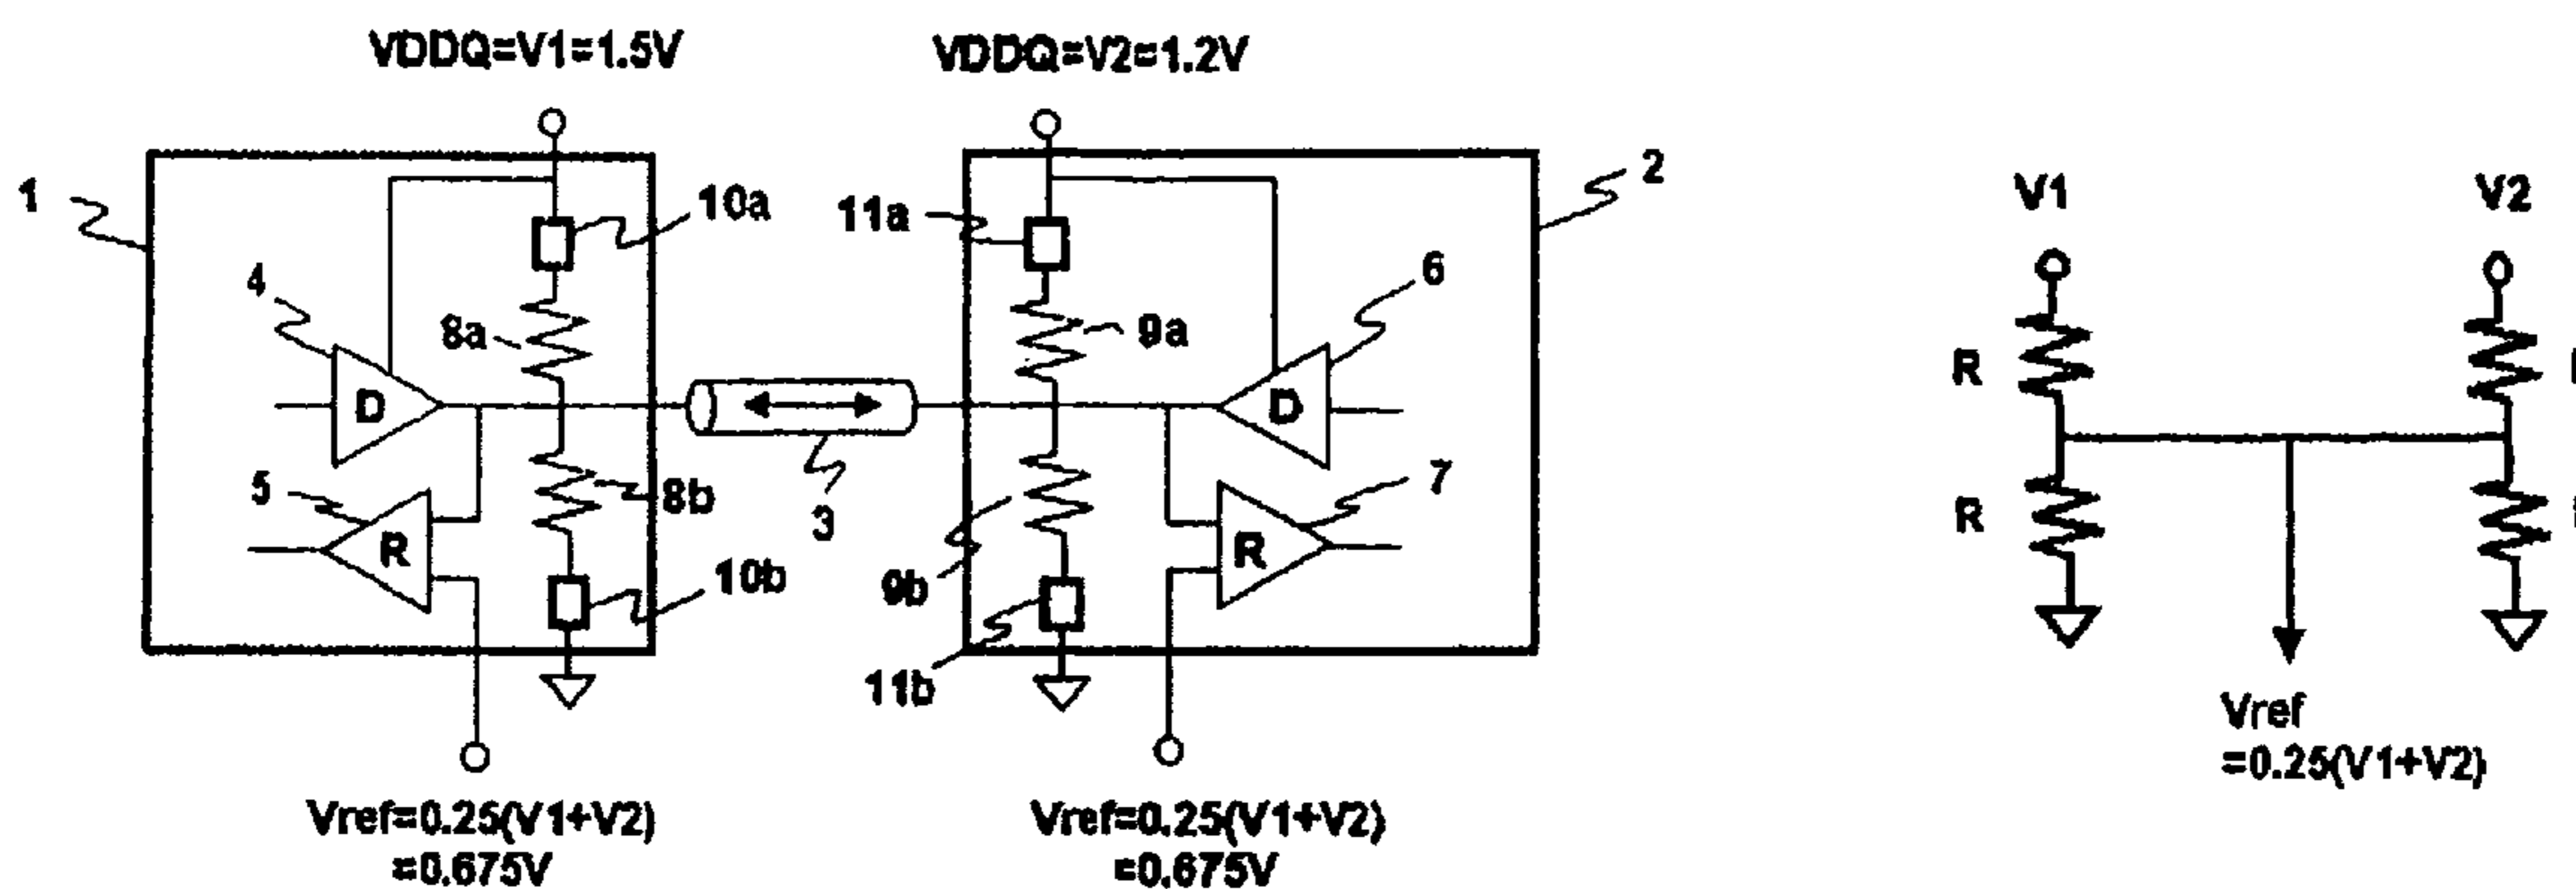 VDDQ=V1=1.5V
VDDQ=V2=1.2V
1
10a
11a
2
4
8a
9a
6
D
D
5
8b
3
7
R
9b
R
10b
11b
Vref=0.25(V1+V2)
=0.675V
Vref=0.25(V1+V2)
=0.675V
V1
V2
R
R
Vref
=0.25(V1+V2)